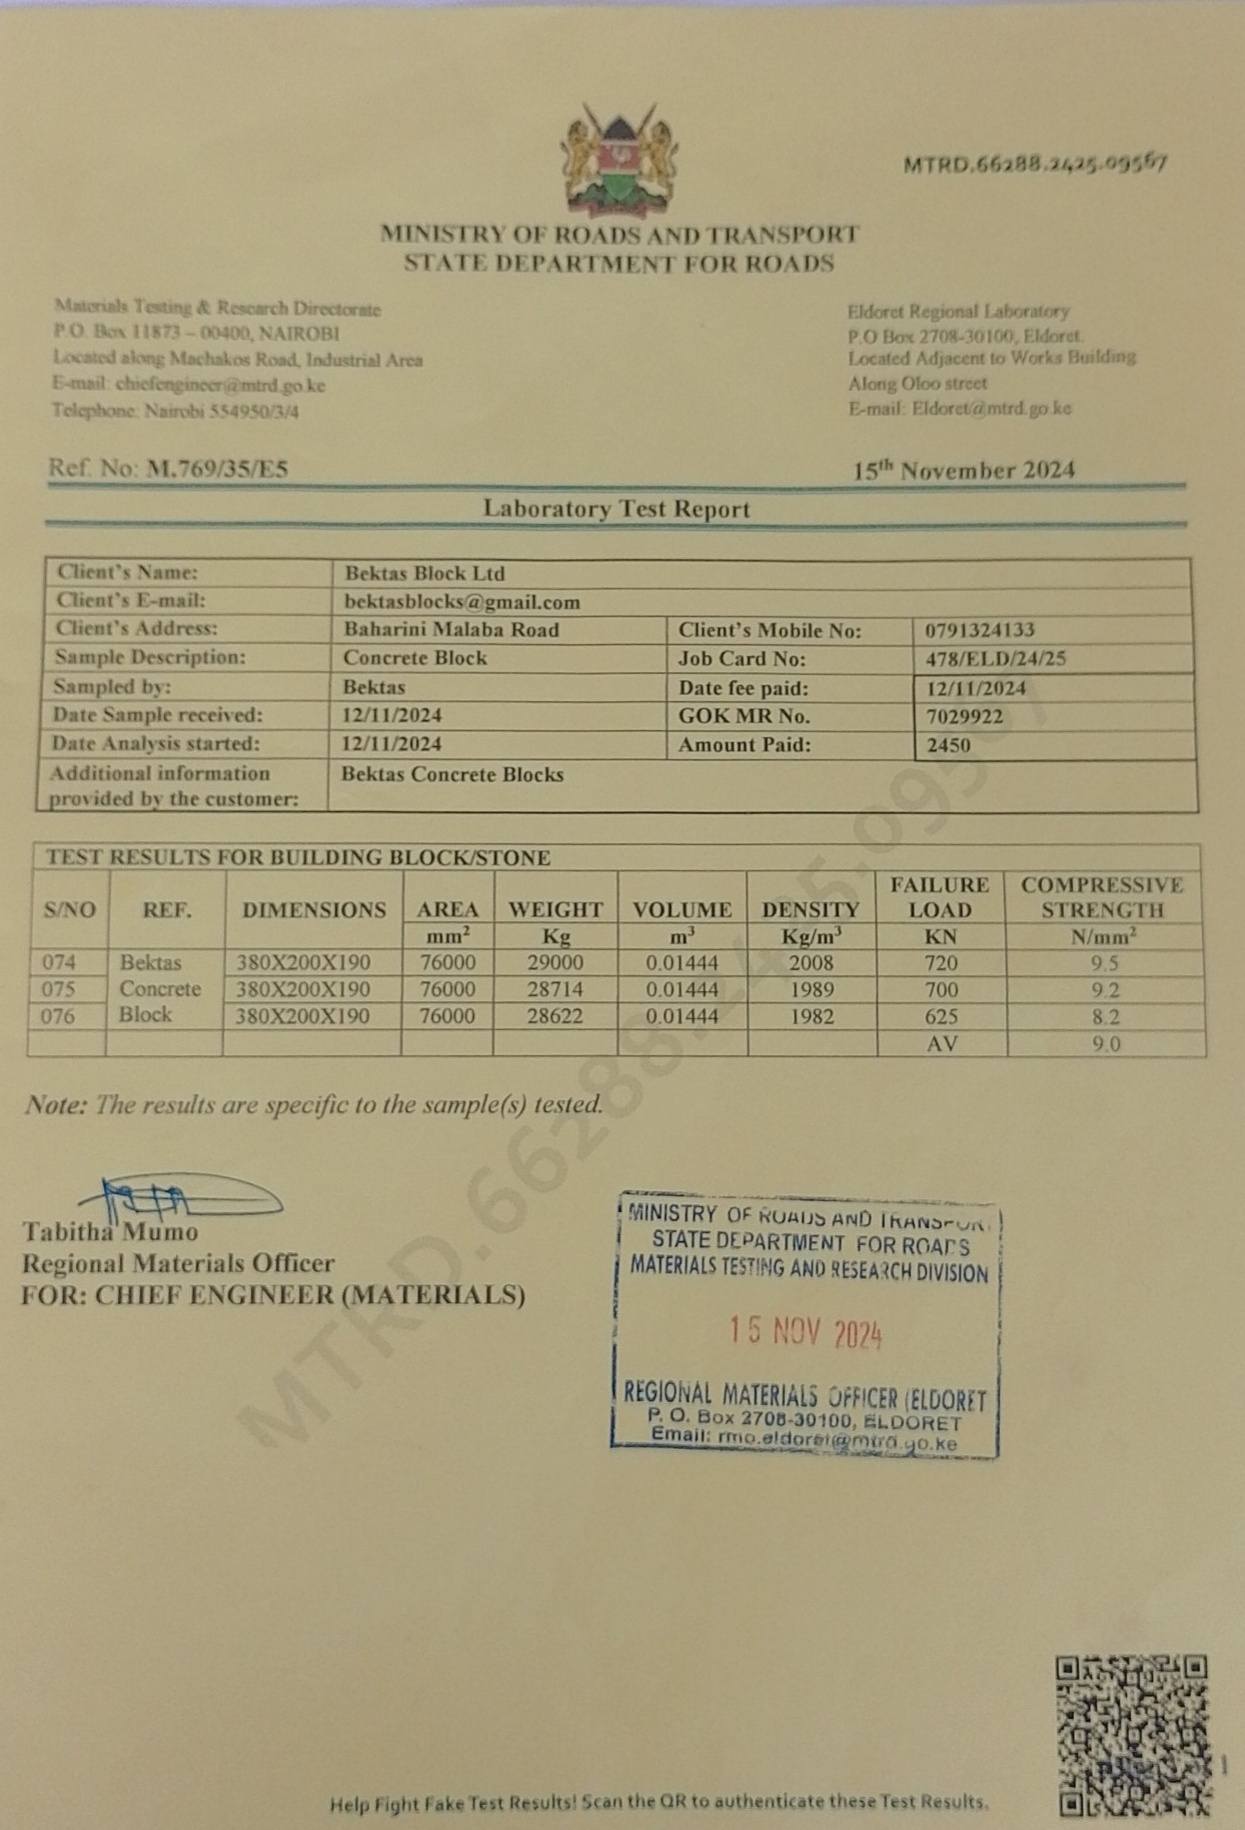 MTRD.66288.2425.09567
MINISTRY OF ROADS AND TRANSPORT
STATE DEPARTMENT FOR ROADS
Materials Testing & Research Directorate
P.O. Box 11873 – 00400, NAIROBI
Located along Machakos Road, Industrial Area
E-mail: chiefengineer@mtrd.go.ke
Telephone: Nairobi 554950/3/4
Eldoret Regional Laboratory
P.O Box 2708-30100, Eldoret.
Located Adjacent to Works Building
Along Oloo street
E-mail: Eldoret@mtrd.go.ke
Ref. No: M.769/35/E5 15th November 2024
Laboratory Test Report
Client's Name: Bektas Block Ltd
Client's E-mail: bektasblocks@gmail.com
Client's Address: Baharini Malaba Road Client's Mobile No: 0791324133
Sample Description: Concrete Block Job Card No: 478/ELD/24/25
Sampled by: Bektas Date fee paid: 12/11/2024
Date Sample received: 12/11/2024 GOK MR No. 7029922
Date Analysis started: 12/11/2024 Amount Paid: 2450
Additional information Bektas Concrete Blocks
provided by the customer:
TEST RESULTS FOR BUILDING BLOCK/STONE
S/NO REF. DIMENSIONS AREA WEIGHT VOLUME DENSITY FAILURE LOAD COMPRESSIVE STRENGTH
mm² Kg m³ Kg/m³ KN N/mm²
074 Bektas 380X200X190 76000 29000 0.01444 2008 720 9.5
075 Concrete 380X200X190 76000 28714 0.01444 1989 700 9.2
076 Block 380X200X190 76000 28622 0.01444 1982 625 8.2
AV 9.0
Note: The results are specific to the sample(s) tested.
Tabitha Mumo
Regional Materials Officer
FOR: CHIEF ENGINEER (MATERIALS)
MINISTRY OF ROADS AND TRANSPOR
STATE DEPARTMENT FOR ROADS
MATERIALS TESTING AND RESEARCH DIVISION
15 NOV 2024
REGIONAL MATERIALS OFFICER (ELDORET
P. O. Box 2708-30100, ELDORET
Email: rmo.eldoret@mtrd.go.ke
MTRD.66288.2425.09567
Help Fight Fake Test Results! Scan the QR to authenticate these Test Results.
1